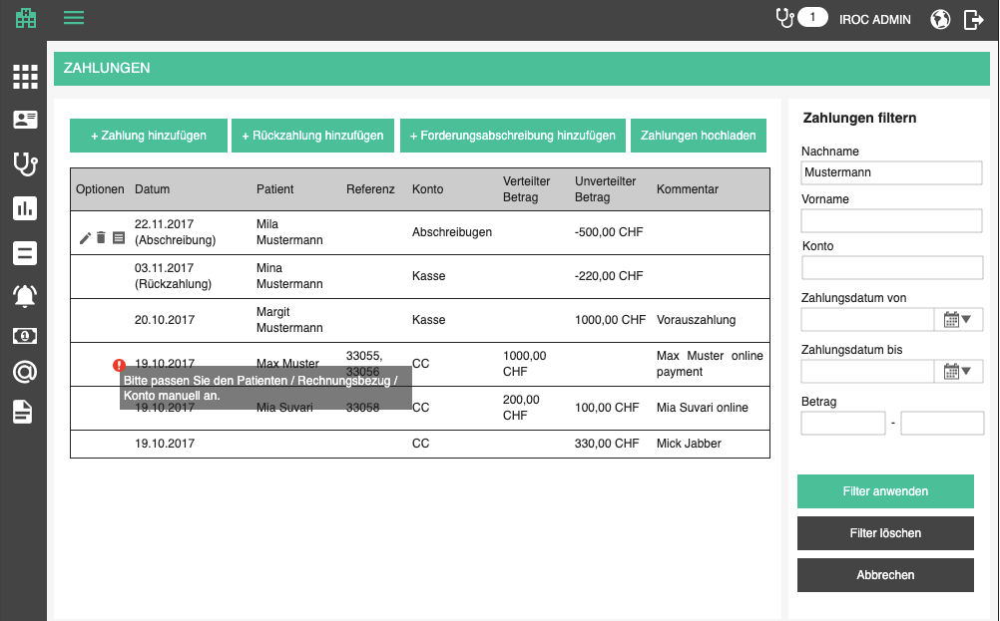 1 IROC ADMIN
ZAHLUNGEN
+ Zahlung hinzufügen + Rückzahlung hinzufügen + Forderungsabschreibung hinzufügen Zahlungen hochladen
Optionen Datum Patient Referenz Konto Verteilter Betrag Unverteilter Betrag Kommentar
22.11.2017 (Abschreibung) Mila Mustermann Abschreibugen -500,00 CHF
03.11.2017 (Rückzahlung) Mina Mustermann Kasse -220,00 CHF
20.10.2017 Margit Mustermann Kasse 1000,00 CHF Vorauszahlung
19.10.2017 Max Muster 33055, 33056 CC 1000,00 CHF Max Muster online payment
Bitte passen Sie den Patienten / Rechnungsbezug /
Konto manuell an.
19.10.2017 Mia Suvari 33058 CC 200,00 CHF 100,00 CHF Mia Suvari online
19.10.2017 CC 330,00 CHF Mick Jabber
Zahlungen filtern
Nachname
Mustermann
Vorname
Konto
Zahlungsdatum von
Zahlungsdatum bis
Betrag
-
Filter anwenden
Filter löschen
Abbrechen